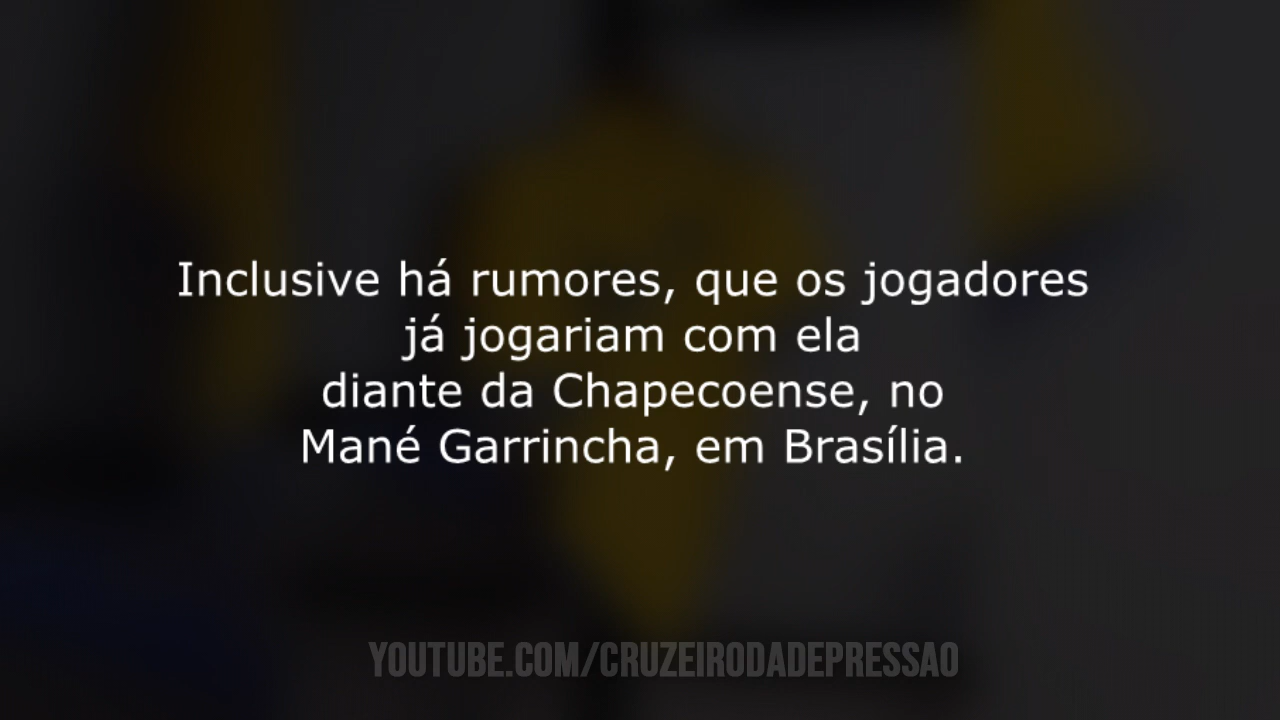 Inclusive há rumores, que os jogadores
já jogariam com ela
diante da Chapecoense, no
Mané Garrincha, em Brasília.
YOUTUBE.COM/CRUZEIRODADEPRESSAO